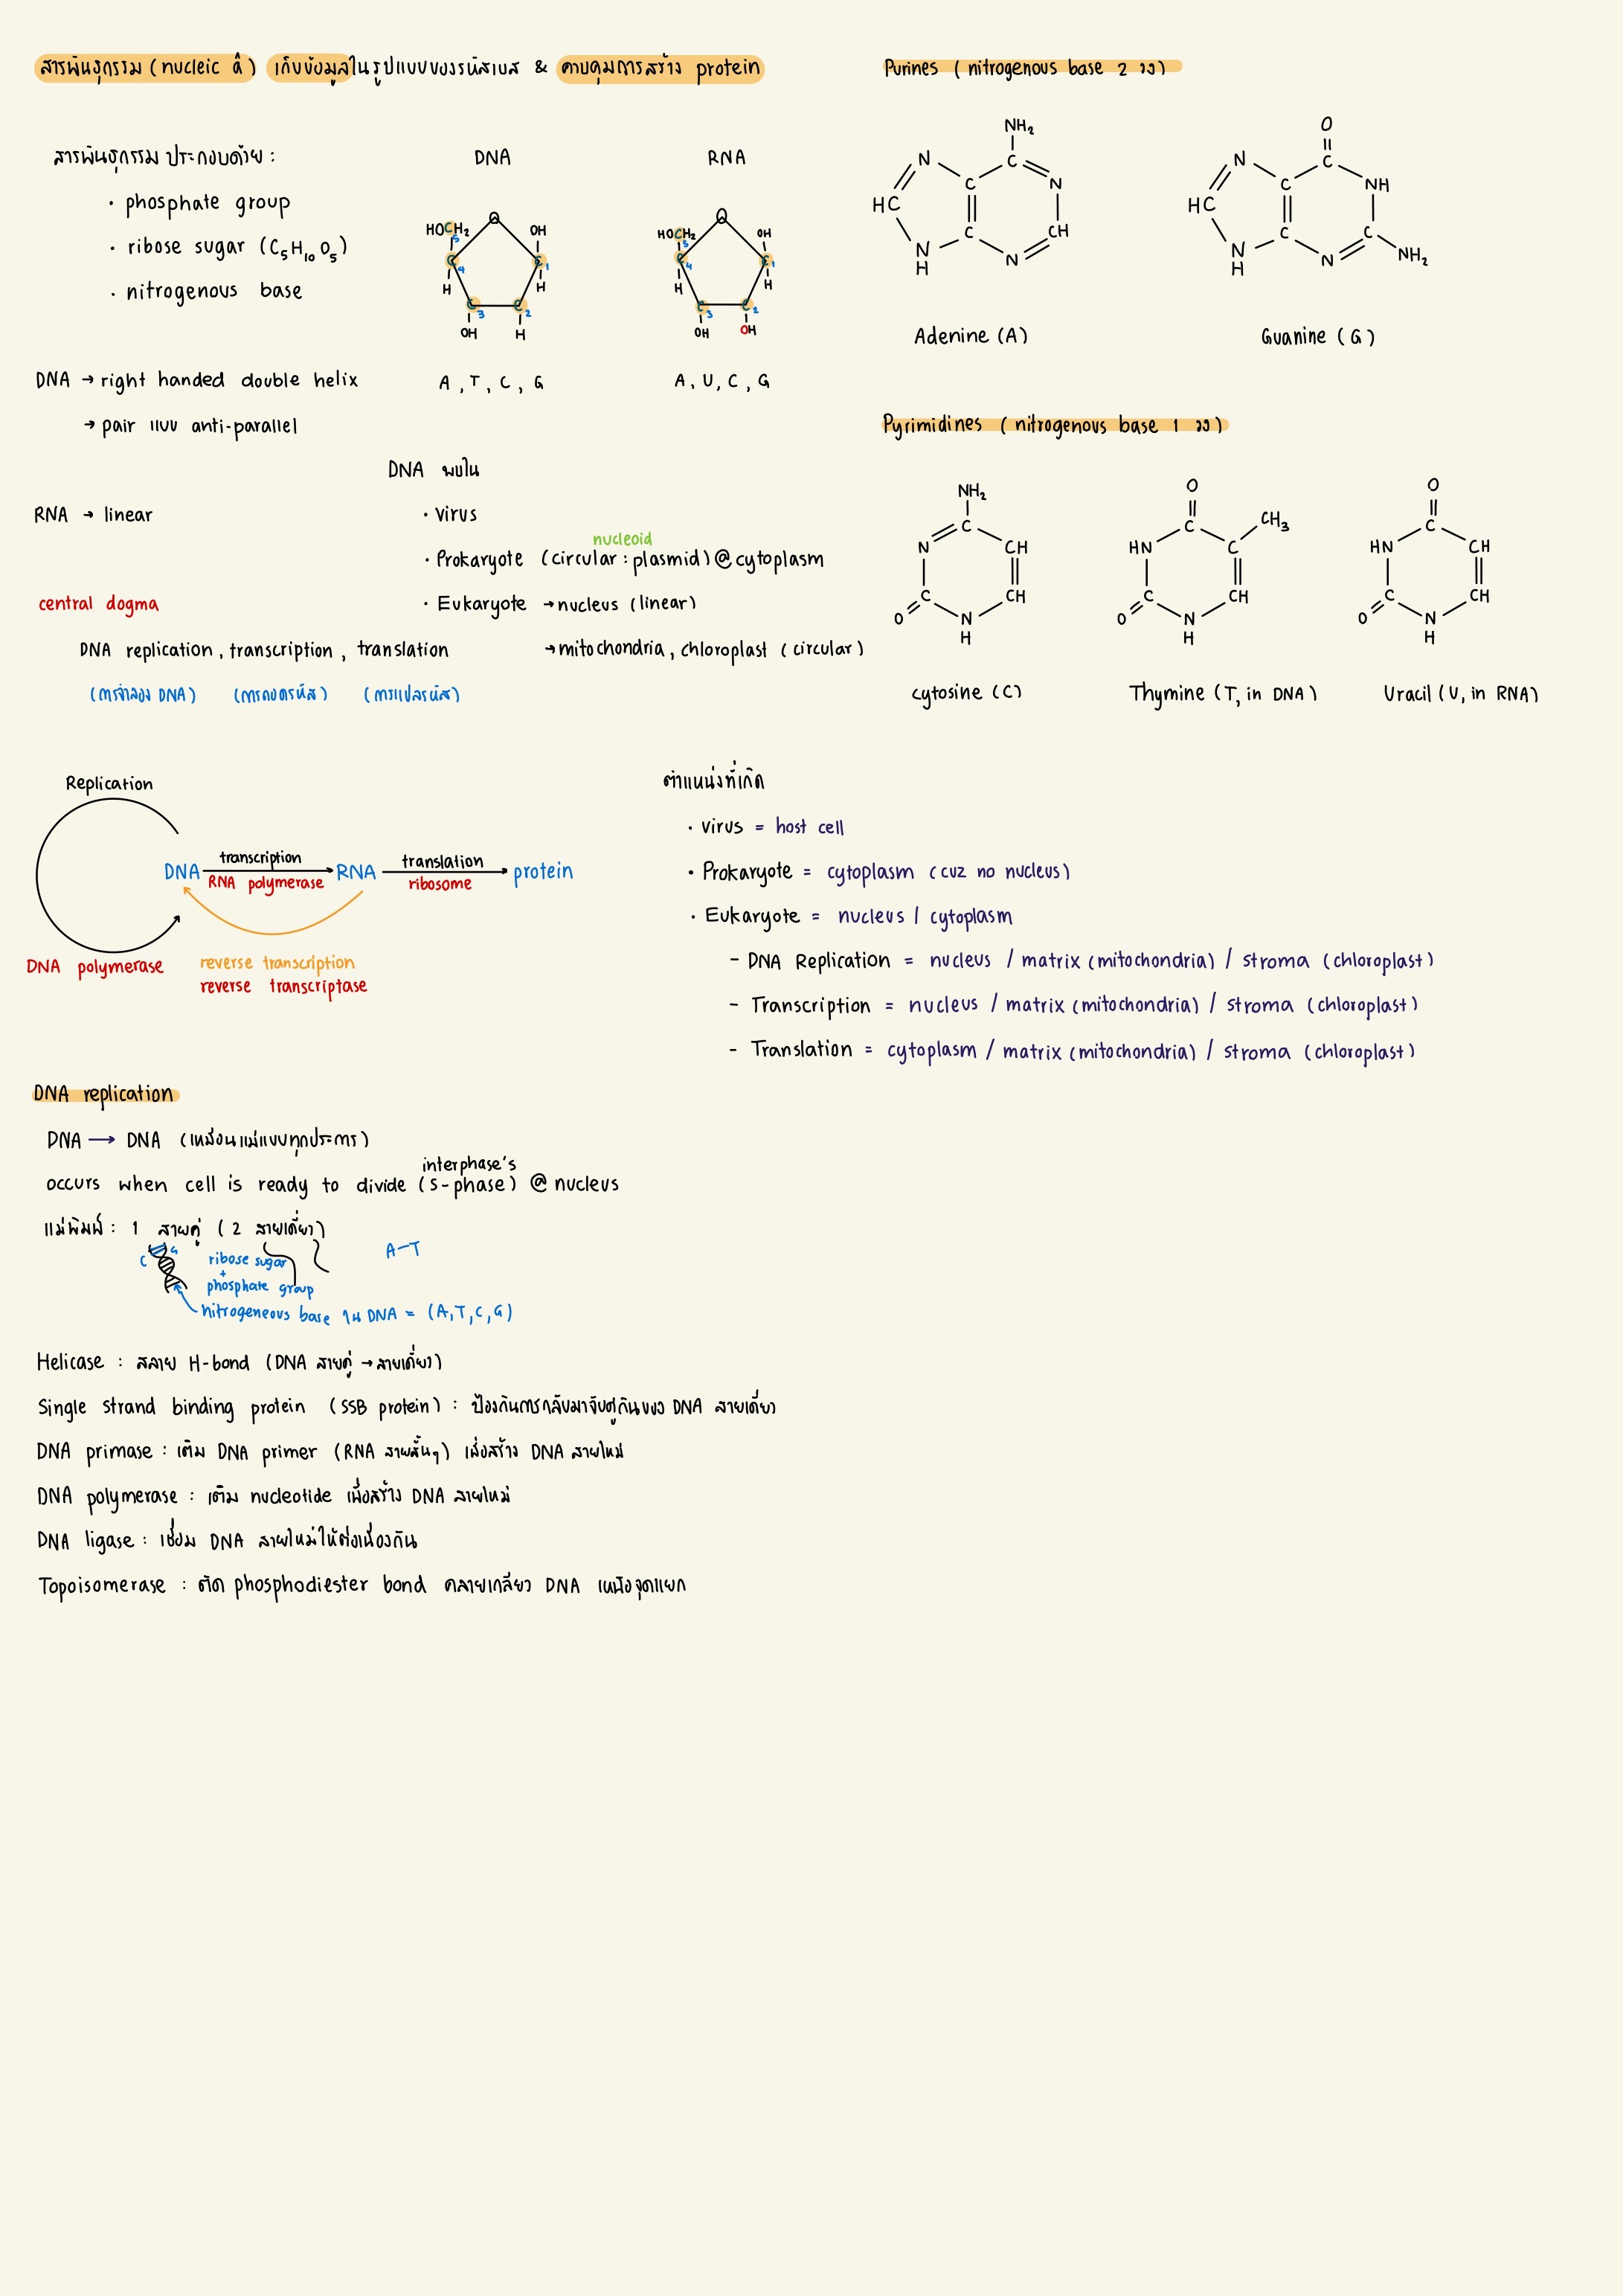 สารพันธุกรรม (nucleic â) เก็บข้อมูลในรูปแบบของรหัสเบส & ควบคุมการสร้าง protein
สารพันธุกรรม ประกอบด้วย :
• phosphate group
• ribose sugar (C₅H₁₀O₅)
• nitrogenous base
DNA
HOCH₂
5
O
OH
C
4
C
1
H
H
C
3
C
2
OH
H
A , T , C , G
RNA
HOCH₂
5
O
OH
C
4
C
1
H
H
C
3
C
2
OH
OH
A , U , C , G
DNA → right handed double helix
→ pair แบบ anti-parallel
RNA → linear
DNA พบใน
• virus
nucleoid
• Prokaryote (circular : plasmid) @ cytoplasm
• Eukaryote → nucleus (linear)
→ mitochondria , chloroplast (circular)
central dogma
DNA replication , transcription , translation
(การจำลอง DNA) (การถอดรหัส) (การแปลรหัส)
Purines ( nitrogenous base 2 วง )
NH₂
N
C
C
N
HC
C
CH
N
H
N
Adenine (A)
O
N
C
C
NH
HC
C
C
N
H
N
NH₂
Guanine (G)
Pyrimidines ( nitrogenous base 1 วง )
NH₂
C
N
CH
C
CH
O
N
H
cytosine (C)
O
C
CH₃
HN
C
C
CH
O
N
H
Thymine (T, in DNA)
O
C
HN
CH
C
CH
O
N
H
Uracil (U, in RNA)
Replication
DNA transcription RNA translation protein
RNA polymerase ribosome
DNA polymerase
reverse transcription
reverse transcriptase
ตำแหน่งที่เกิด
• virus = host cell
• Prokaryote = cytoplasm (cuz no nucleus)
• Eukaryote = nucleus / cytoplasm
- DNA Replication = nucleus / matrix (mitochondria) / stroma (chloroplast)
- Transcription = nucleus / matrix (mitochondria) / stroma (chloroplast)
- Translation = cytoplasm / matrix (mitochondria) / stroma (chloroplast)
DNA replication
DNA → DNA (เหมือนแม่แบบทุกประการ)
interphase's
occurs when cell is ready to divide (S-phase) @ nucleus
แม่พิมพ์ : 1 สายคู่ ( 2 สายเดี่ยว)
C G
ribose sugar
+
phosphate group
A-T
nitrogeneous base ใน DNA = (A,T,C,G)
Helicase : สลาย H-bond (DNA สายคู่ → สายเดี่ยว)
Single strand binding protein (SSB protein) : ป้องกันการกลับมาจับคู่กันของ DNA สายเดี่ยว
DNA primase : เติม DNA primer (RNA สายสั้นๆ) เพื่อสร้าง DNA สายใหม่
DNA polymerase : เติม nucleotide เพื่อสร้าง DNA สายใหม่
DNA ligase : เชื่อม DNA สายใหม่ให้ต่อเนื่องกัน
Topoisomerase : ตัด phosphodiester bond คลายเกลียว DNA เหนือจุดแยก